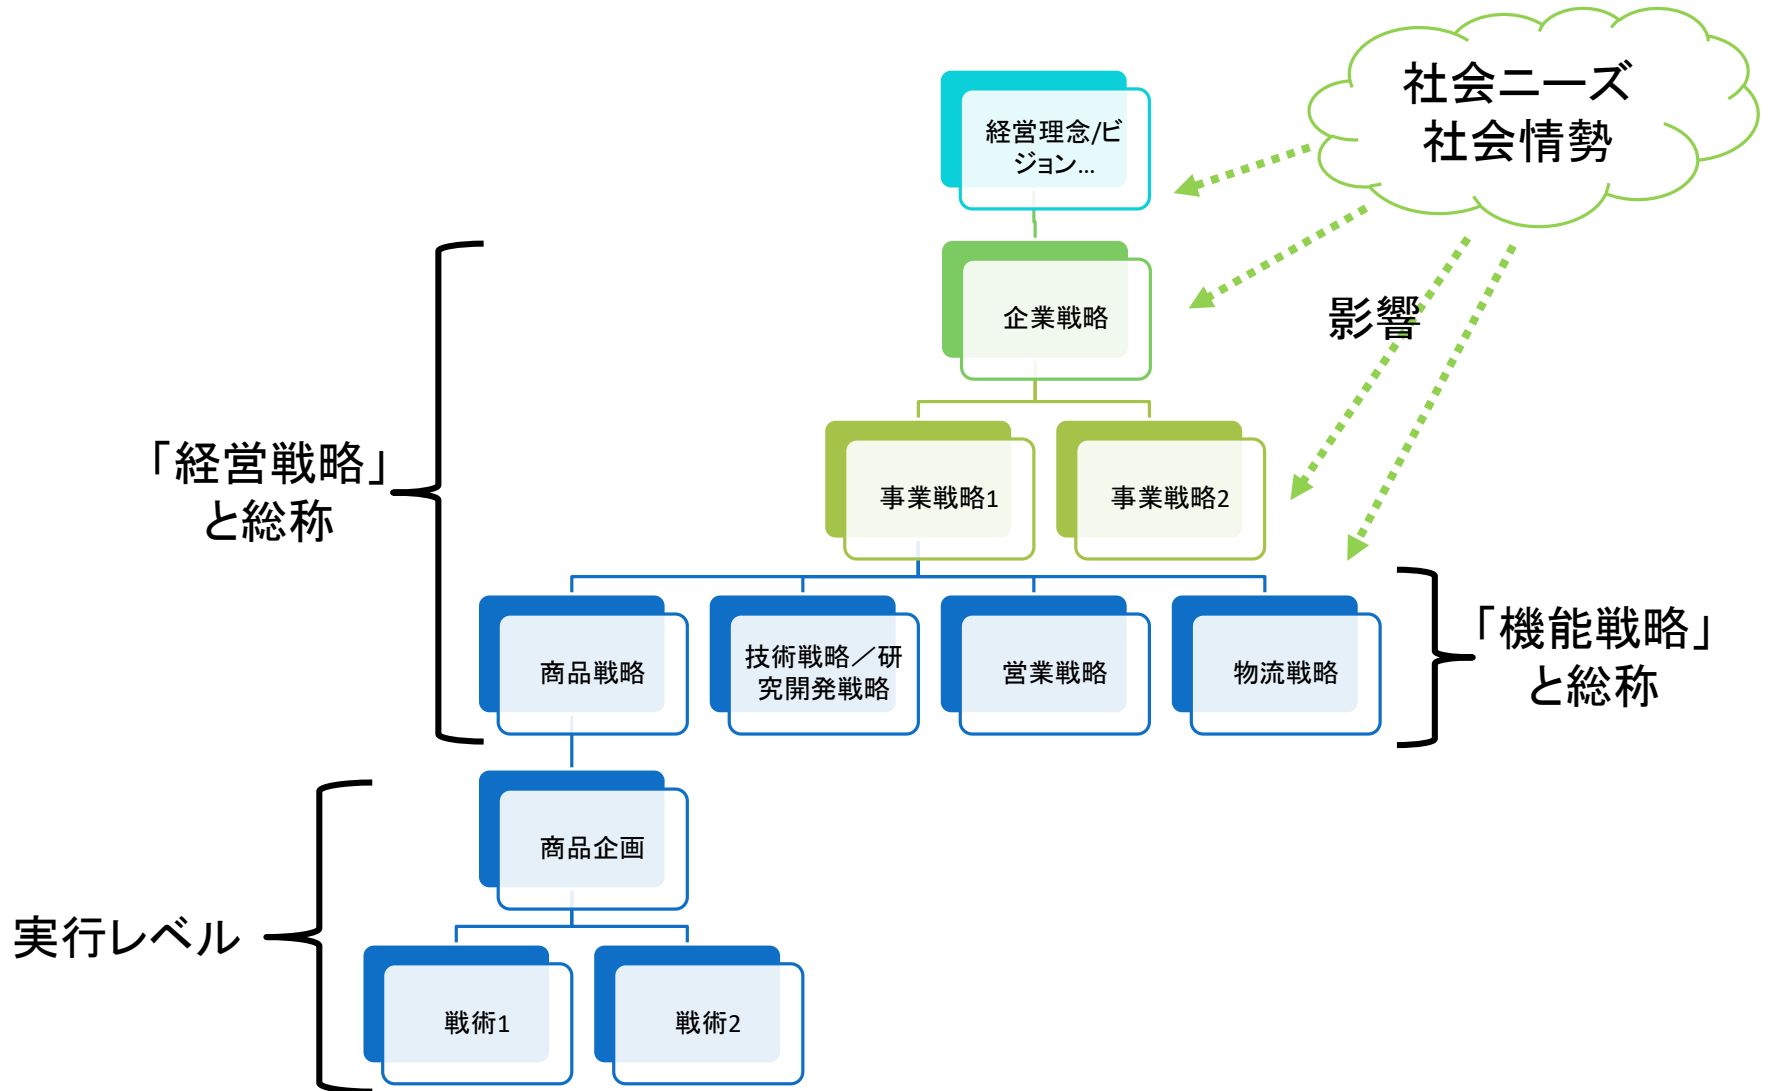 社会ニーズ
社会情勢
経営理念/ビ
ジョン...
企業戦略
影響
「経営戦略」
と総称
事業戦略1
事業戦略2
商品戦略
技術戦略／研
究開発戦略
営業戦略
物流戦略
「機能戦略」
と総称
商品企画
実行レベル
戦術1
戦術2